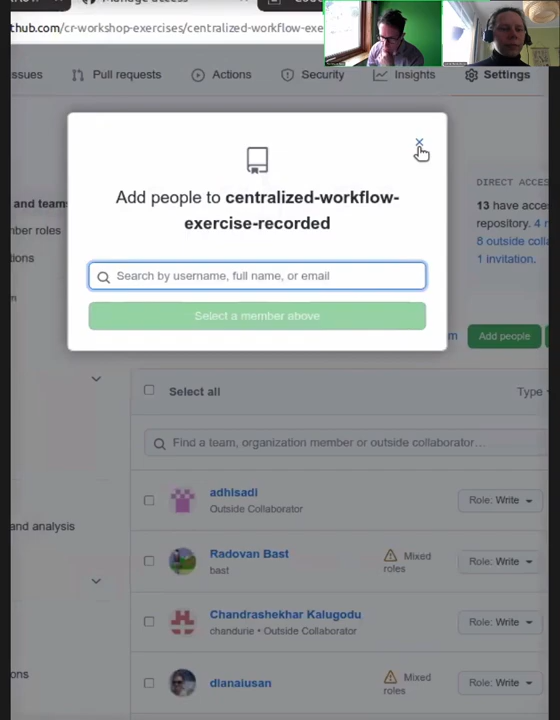 Manage access
thub.com/cr-workshop-exercises/centralized-workflow-exe
ssues
Pull requests
Actions
Security
Insights
Settings
Add people to centralized-workflow-
exercise-recorded
Search by username, full name, or email
Select a member above
DIRECT ACCES
13 have acce
repository. 4 r
8 outside colla
1 invitation.
and team
ber roles
tions
m
Add people
Select all
Type
Find a team, organization member or outside collaborator...
adhisadi
Outside Collaborator
Role: Write
and analysis
Radovan Bast
bast
Mixed
roles
Role: Write
Chandrashekhar Kalugodu
chandurie • Outside Collaborator
Role: Write
ons
dianaiusan
Mixed
roles
Role: Write